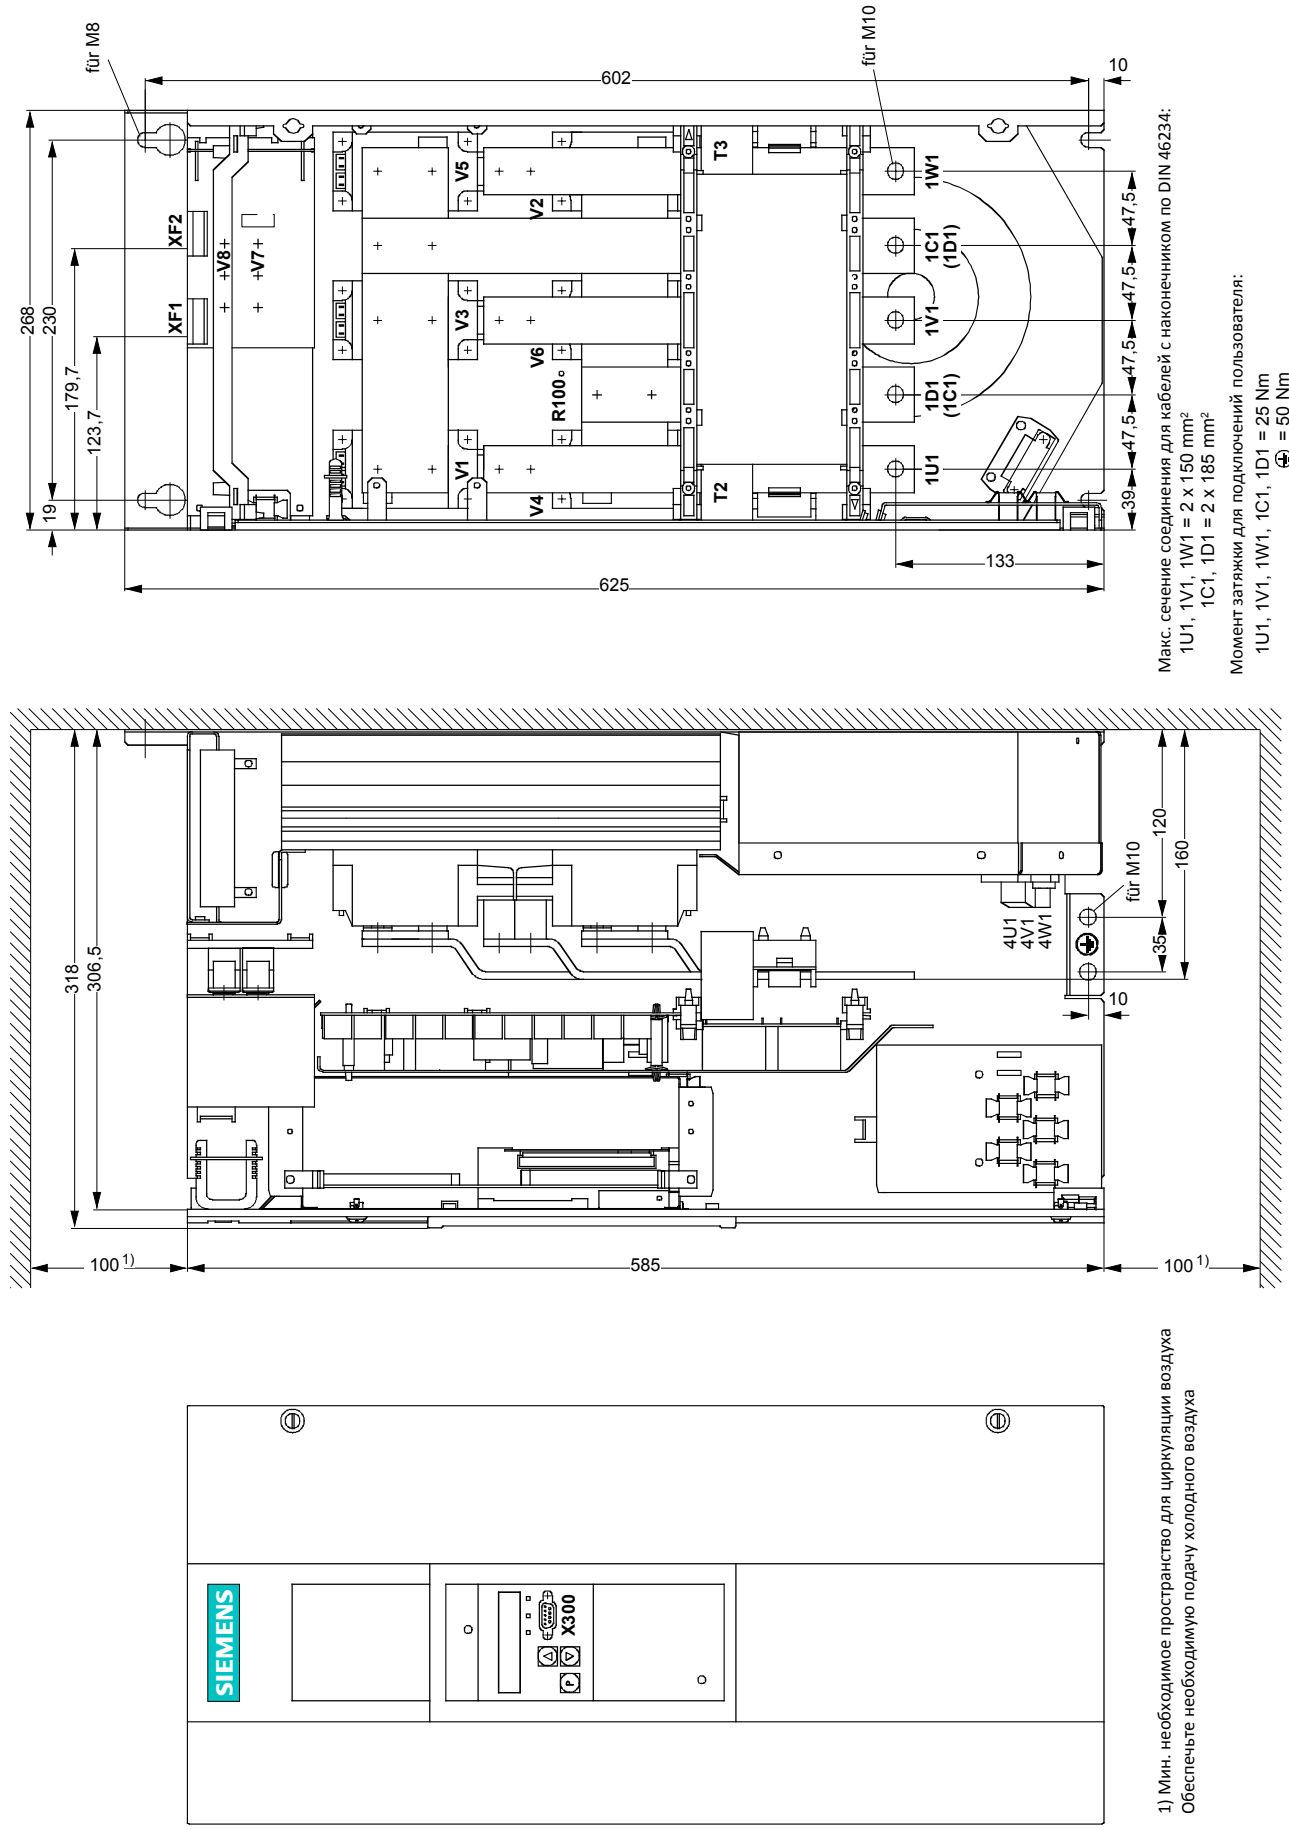 SIEMENS
X300
P
1) Мин. необходимое пространство для циркуляции воздуха
Обеспечьте необходимую подачу холодного воздуха
318
306,5
100 1)
585
100 1)
120
160
35
10
für M10
4U1
4V1
4W1
268
230
19
179,7
123,7
625
602
10
133
für M8
für M10
XF1
XF2
V8
V7
V1
V3
V5
V4
V6
V2
R100
T2
T3
1U1
1D1
(1C1)
1V1
1C1
(1D1)
1W1
39
47,5
47,5
47,5
47,5
Макс. сечение соединения для кабелей с наконечником по DIN 46234:
1U1, 1V1, 1W1 = 2 x 150 mm²
1C1, 1D1 = 2 x 185 mm²
Момент затяжки для подключений пользователя:
1U1, 1V1, 1W1, 1C1, 1D1 = 25 Nm
⏚ = 50 Nm